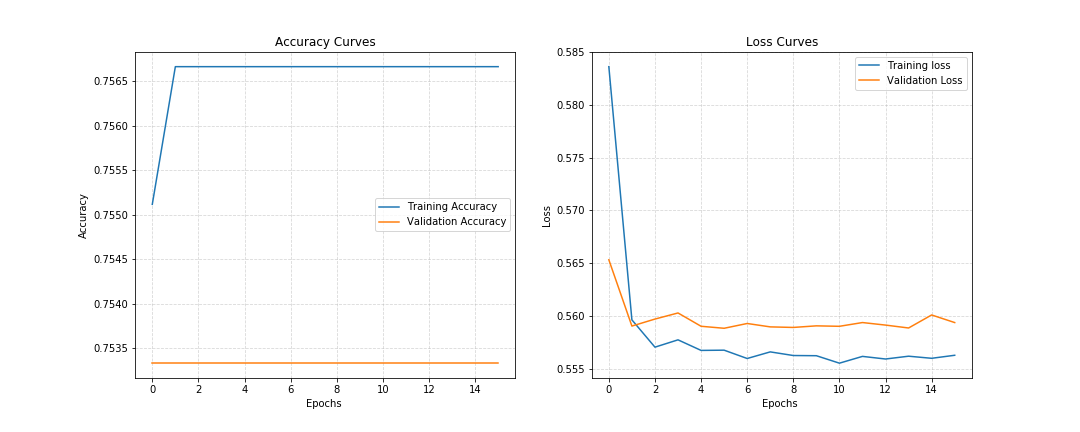 Accuracy Curves
0.7565
0.7560
0.7555
0.7550
0.7545
0.7540
0.7535
Accuracy
Training Accuracy
Validation Accuracy
0 2 4 6 8 10 12 14
Epochs
Loss Curves
0.585
0.580
0.575
0.570
0.565
0.560
0.555
Loss
Training loss
Validation Loss
0 2 4 6 8 10 12 14
Epochs